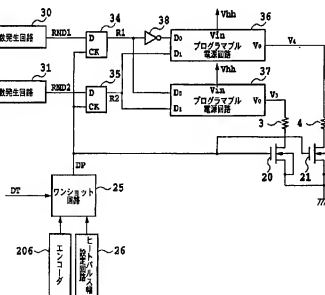 30
数発生回路
RND1
34
D
CK
R1
38
Vhh
36
D₀
D₁
Vin
プログラマブル
電源回路
V₀
V₄
31
数発生回路
RND2
35
D
CK
R2
Vhh
37
D₂
D₁
Vin
プログラマブル
電源回路
V₀
V₃
3
4
20
21
DP
DT
ワンショット
回路
25
206
エンコーダ
ヒートパルス幅
設定回路
26